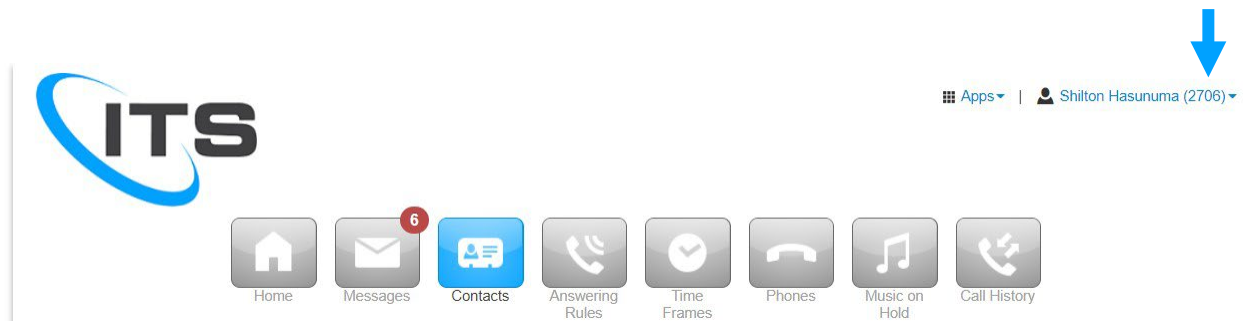 ITS
Apps | Shilton Hasunuma (2706)
6
Home Messages Contacts Answering Rules Time Frames Phones Music on Hold Call History